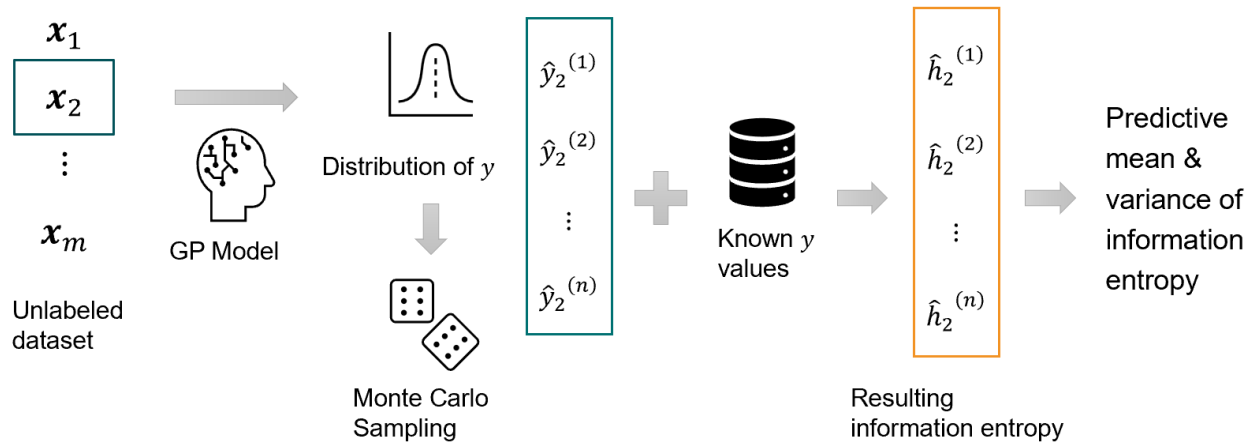 𝒙₁
𝒙₂
⋮
𝒙ₘ
Unlabeled
dataset
GP Model
Distribution of 𝑦
Monte Carlo
Sampling
ŷ₂⁽¹⁾
ŷ₂⁽²⁾
⋮
ŷ₂⁽ⁿ⁾
Known 𝑦
values
ĥ₂⁽¹⁾
ĥ₂⁽²⁾
⋮
ĥ₂⁽ⁿ⁾
Resulting
information entropy
Predictive
mean &
variance of
information
entropy